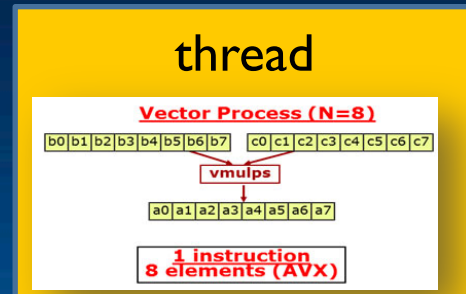 thread
Vector Process (N=8)
b0 b1 b2 b3 b4 b5 b6 b7 c0 c1 c2 c3 c4 c5 c6 c7
vmulps
a0 a1 a2 a3 a4 a5 a6 a7
1 instruction
8 elements (AVX)